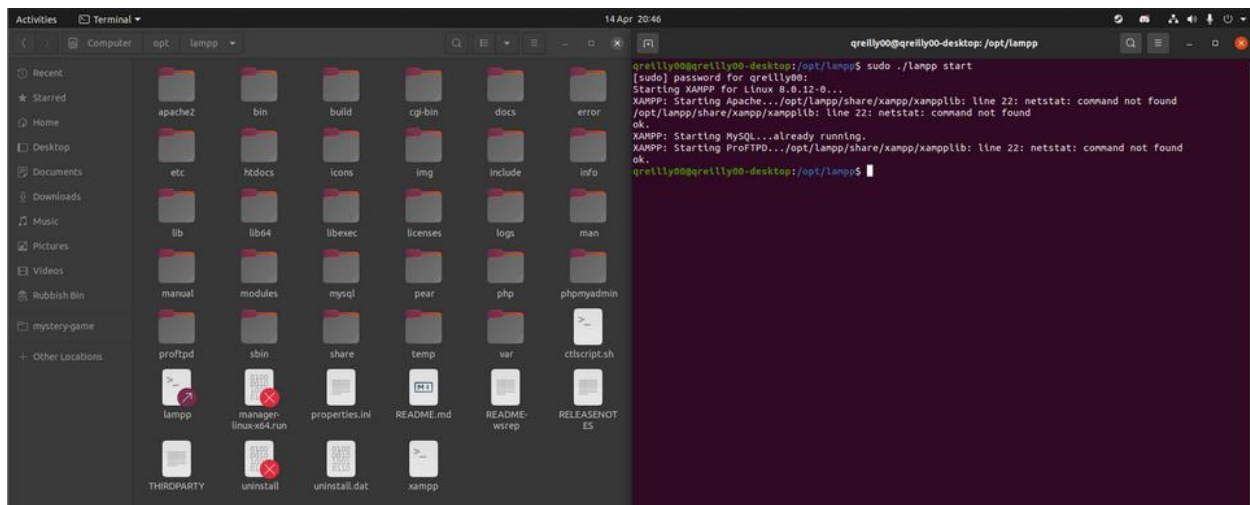 Activities
Terminal
14 Apr 20:46
Computer opt lampp
qreilly00@qreilly00-desktop: /opt/lampp
Recent
Starred
Home
Desktop
Documents
Downloads
Music
Pictures
Videos
Rubbish Bin
mystery-game
+ Other Locations
apache2 bin build cgi-bin docs error
etc htdocs icons img include info
lib lib64 libexec licenses logs man
manual modules mysql pear php phpmyadmin
proftpd sbin share temp var ctlscript.sh
lampp manager-linux-x64.run properties.ini README.md README-wsrep RELEASENOTES
THIRDPARTY uninstall uninstall.dat xampp
qreilly00@qreilly00-desktop:/opt/lampp$ sudo ./lampp start
[sudo] password for qreilly00:
Starting XAMPP for Linux 8.0.12-0...
XAMPP: Starting Apache.../opt/lampp/share/xampp/xampplib: line 22: netstat: command not found
/opt/lampp/share/xampp/xampplib: line 22: netstat: command not found
ok.
XAMPP: Starting MySQL...already running.
XAMPP: Starting ProFTPD.../opt/lampp/share/xampp/xampplib: line 22: netstat: command not found
ok.
qreilly00@qreilly00-desktop:/opt/lampp$